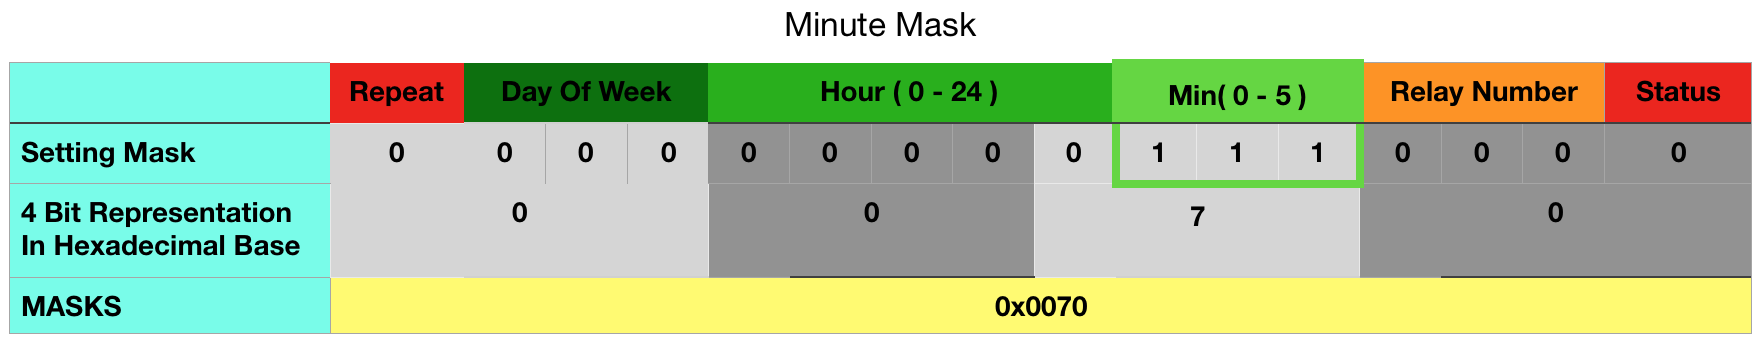 Minute Mask
Repeat Day Of Week Hour ( 0 - 24 ) Min( 0 - 5 ) Relay Number Status
Setting Mask 0 0 0 0 0 0 0 0 0 1 1 1 0 0 0 0
4 Bit Representation
In Hexadecimal Base 0 0 7 0
MASKS 0x0070